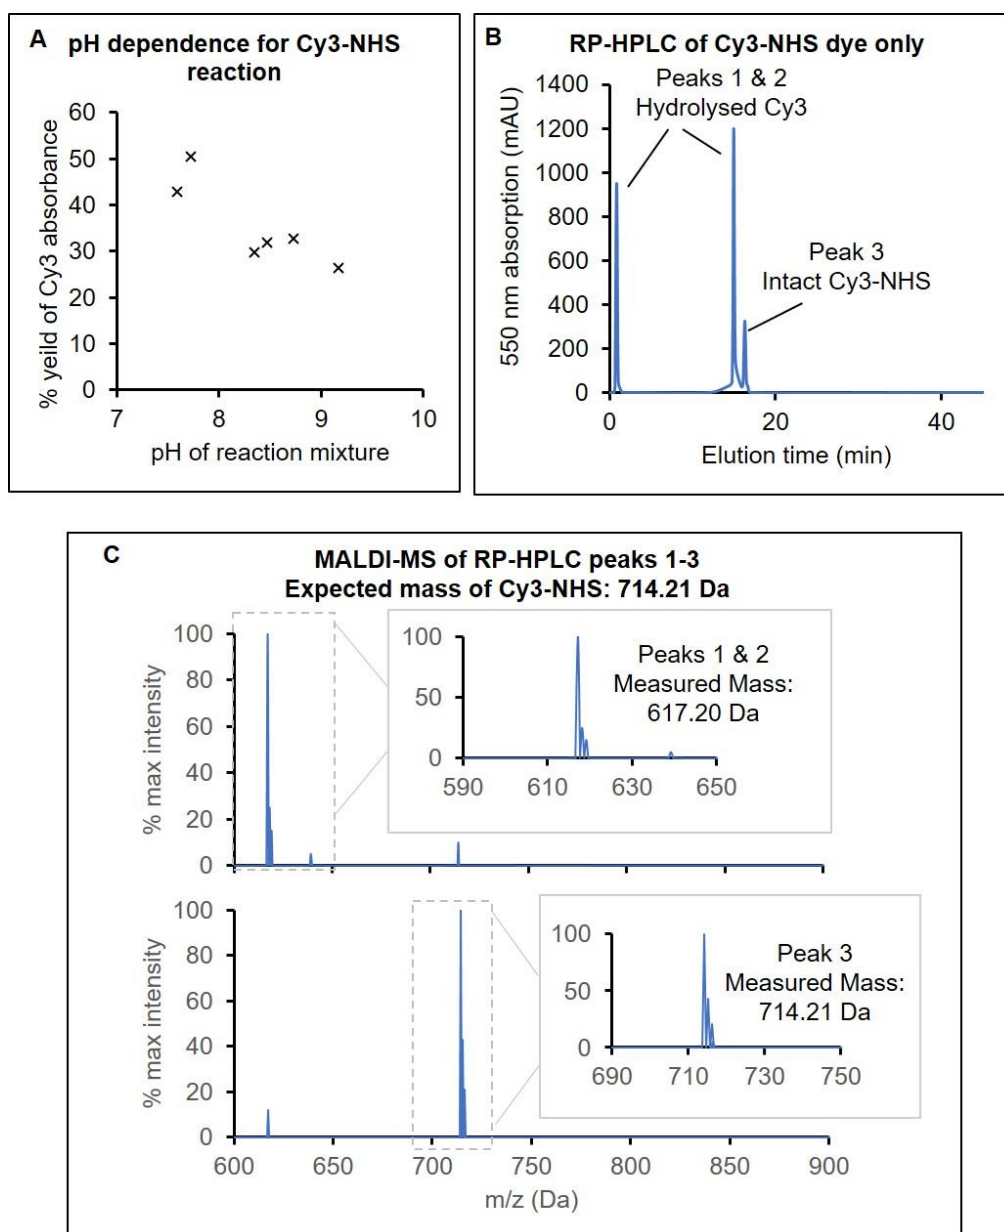 A
pH dependence for Cy3-NHS
reaction
% yeild of Cy3 absorbance
60
50
40
30
20
10
0
7 8 9 10
pH of reaction mixture
B
RP-HPLC of Cy3-NHS dye only
Peaks 1 & 2
Hydrolysed Cy3
Peak 3
Intact Cy3-NHS
550 nm absorption (mAU)
1400
1200
1000
800
600
400
200
0
0 20 40
Elution time (min)
C
MALDI-MS of RP-HPLC peaks 1-3
Expected mass of Cy3-NHS: 714.21 Da
% max intensity
100
80
60
40
20
0
100
50
0
590 610 630 650
Peaks 1 & 2
Measured Mass:
617.20 Da
% max intensity
100
80
60
40
20
0
100
50
0
690 710 730 750
Peak 3
Measured Mass:
714.21 Da
600 650 700 750 800 850 900
m/z (Da)